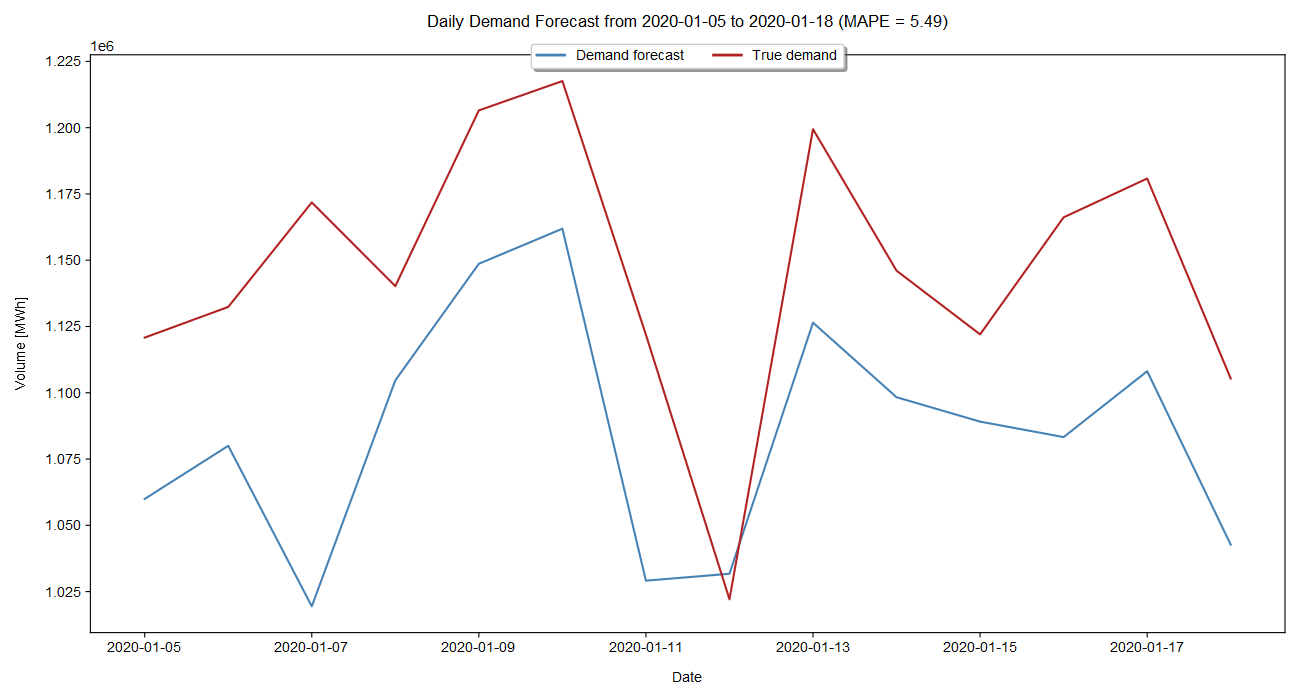 Daily Demand Forecast from 2020-01-05 to 2020-01-18 (MAPE = 5.49)
1e6
Demand forecast True demand
1.225
1.200
1.175
1.150
1.125
1.100
1.075
1.050
1.025
Volume [MWh]
2020-01-05 2020-01-07 2020-01-09 2020-01-11 2020-01-13 2020-01-15 2020-01-17
Date